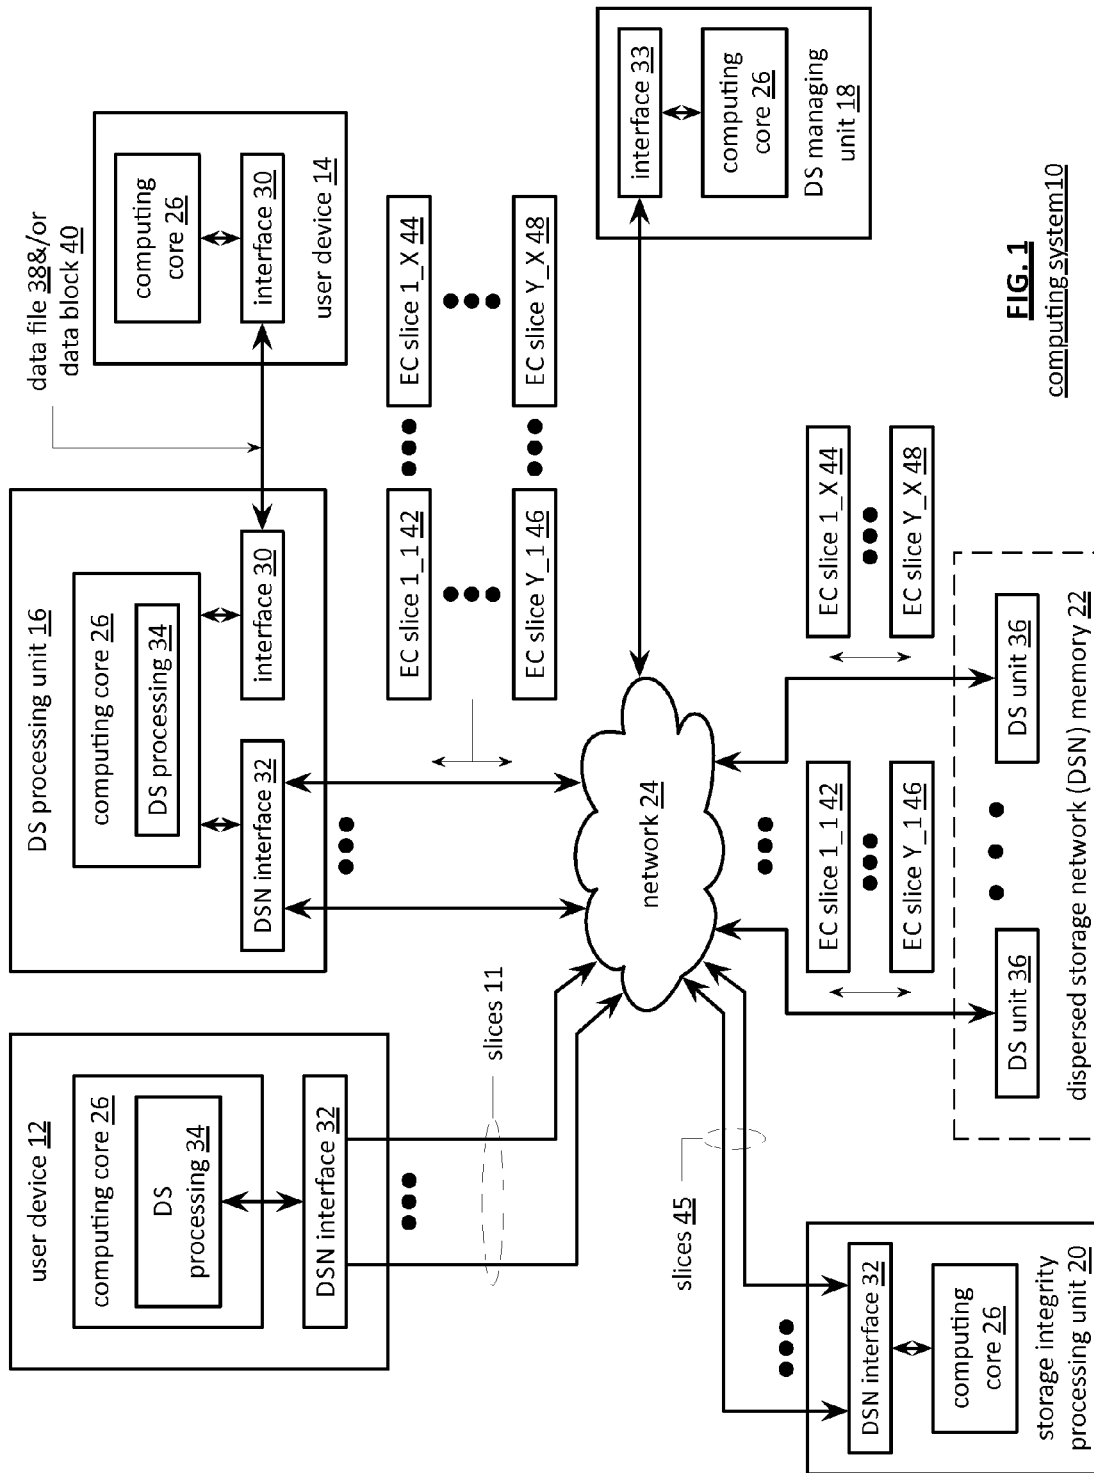 user device 12
computing core 26
DS
processing 34
DSN interface 32
slices 11
DS processing unit 16
computing core 26
DS processing 34
DSN interface 32
interface 30
data file 38&/or
data block 40
computing
core 26
interface 30
user device 14
EC slice 1_1 42
EC slice 1_X 44
EC slice Y_1 46
EC slice Y_X 48
network 24
interface 33
computing
core 26
DS managing
unit 18
slices 45
DSN interface 32
computing
core 26
storage integrity
processing unit 20
EC slice 1_1 42
EC slice Y_1 46
EC slice 1_X 44
EC slice Y_X 48
DS unit 36
DS unit 36
dispersed storage network (DSN) memory 22
FIG. 1
computing system10